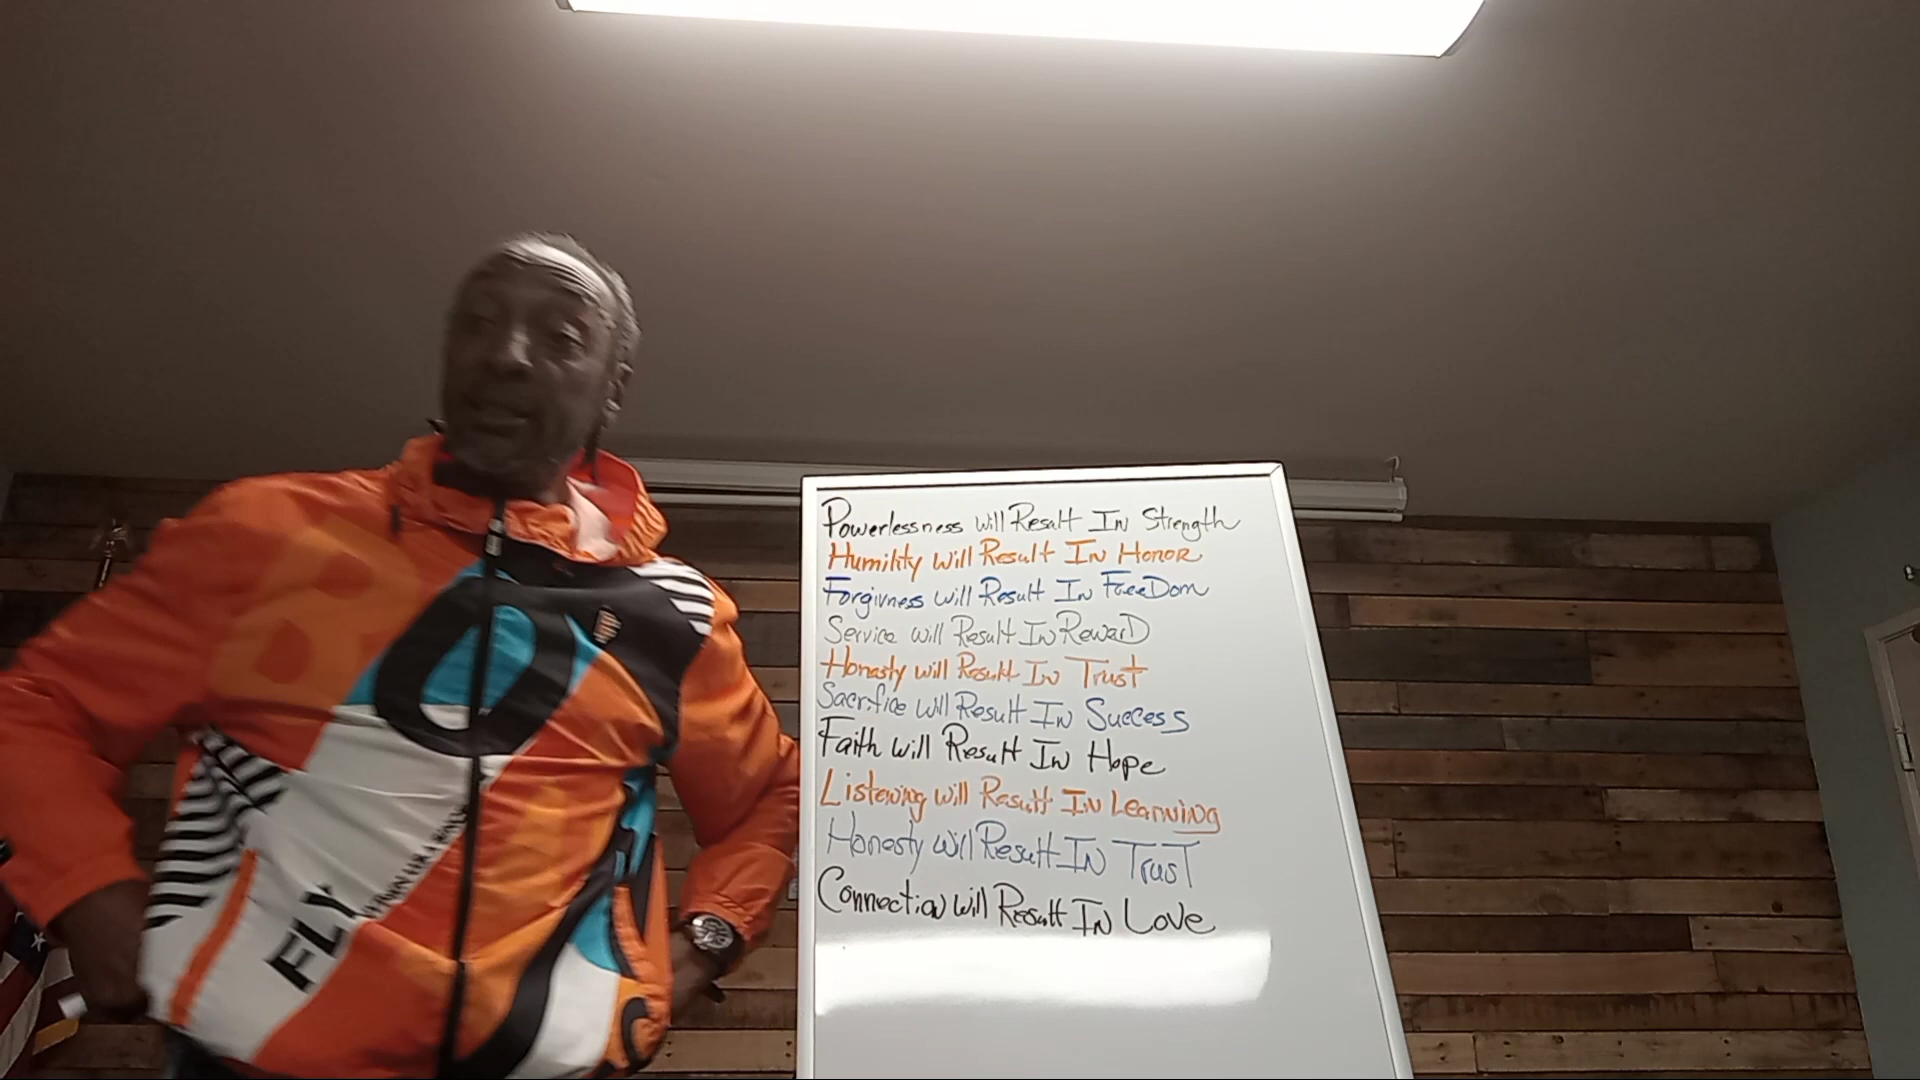 Powerlessness will Result In Strength
Humility will Result In Honor
Forgivness will Result In FreeDom
Service will Result In RewarD
Honesty will Result In Trust
Sacrifice will Result In Success
Faith will Result In Hope
Listening will Result In Learning
Honesty will Result In Trust
Connection will Result In Love
FLY